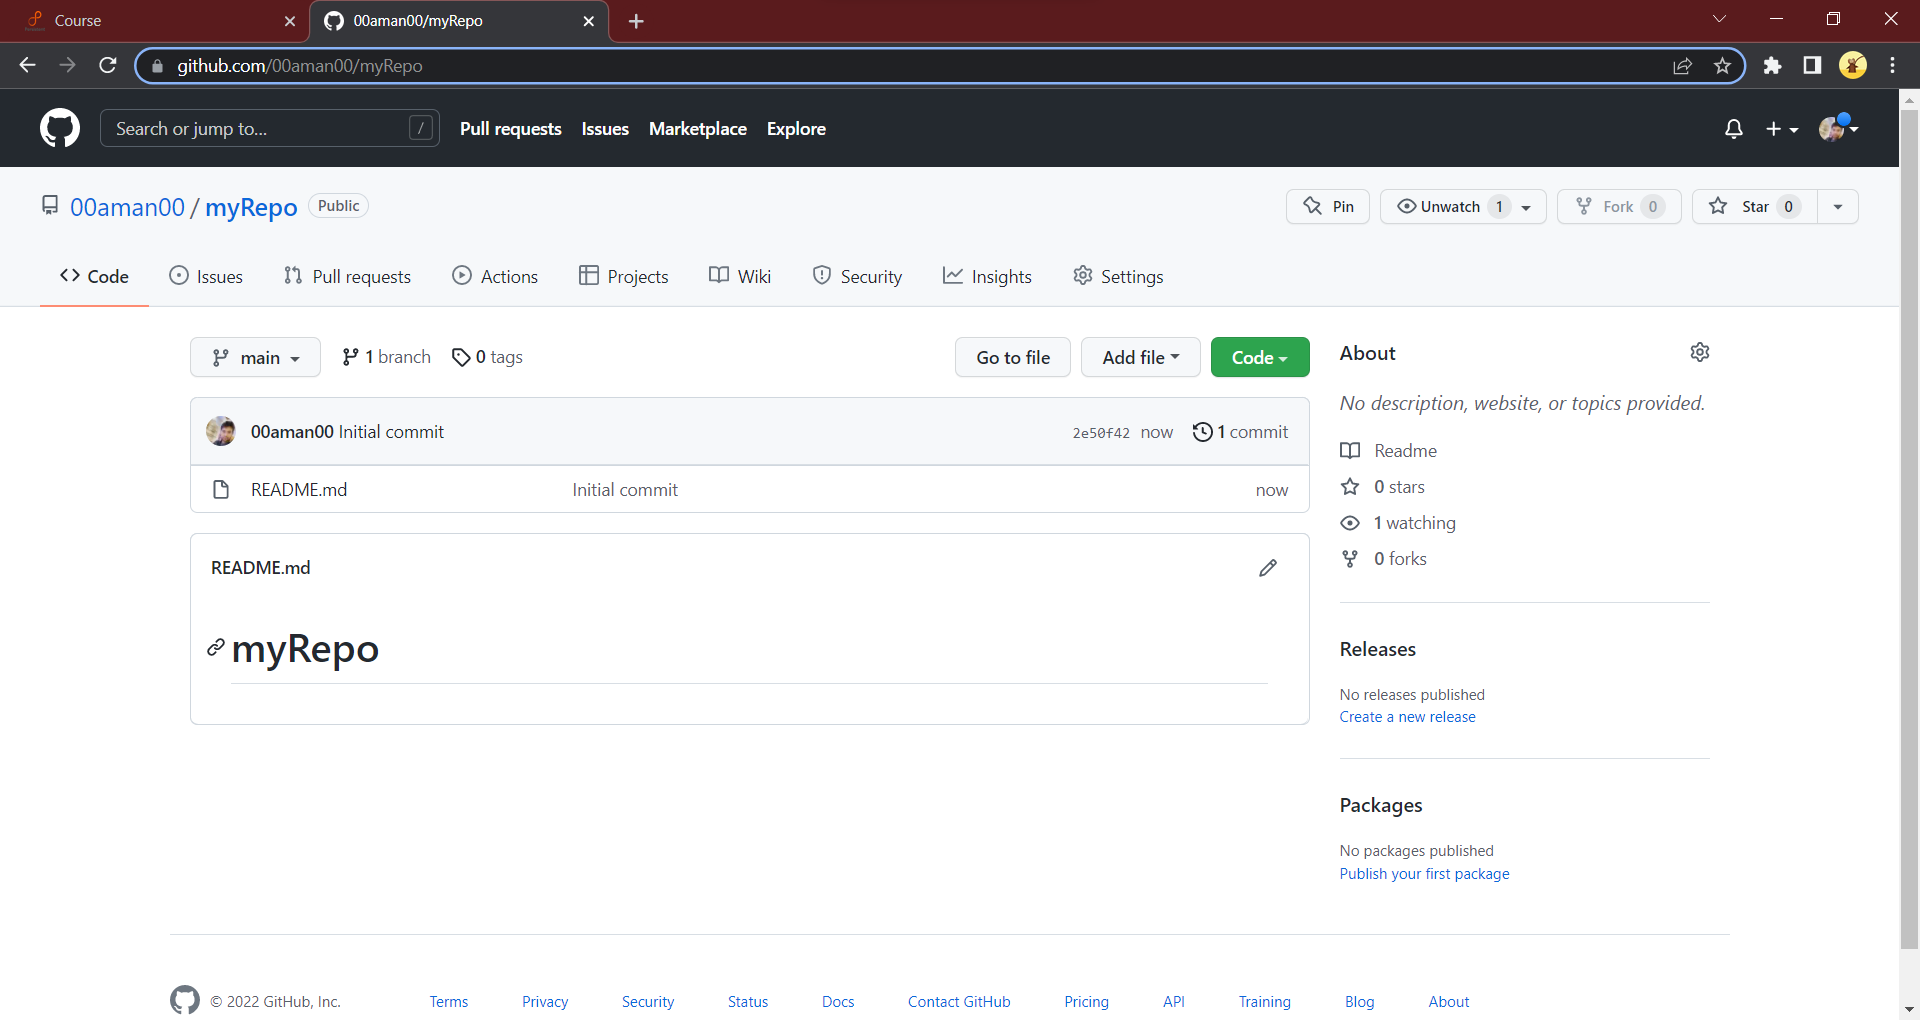 Course
00aman00/myRepo
github.com/00aman00/myRepo
Search or jump to... / Pull requests Issues Marketplace Explore
00aman00 / myRepo Public Pin Unwatch 1 Fork 0 Star 0
Code Issues Pull requests Actions Projects Wiki Security Insights Settings
main 1 branch 0 tags Go to file Add file Code
00aman00 Initial commit 2e50f42 now 1 commit
README.md Initial commit now
README.md
myRepo
About
No description, website, or topics provided.
Readme
0 stars
1 watching
0 forks
Releases
No releases published
Create a new release
Packages
No packages published
Publish your first package
© 2022 GitHub, Inc. Terms Privacy Security Status Docs Contact GitHub Pricing API Training Blog About